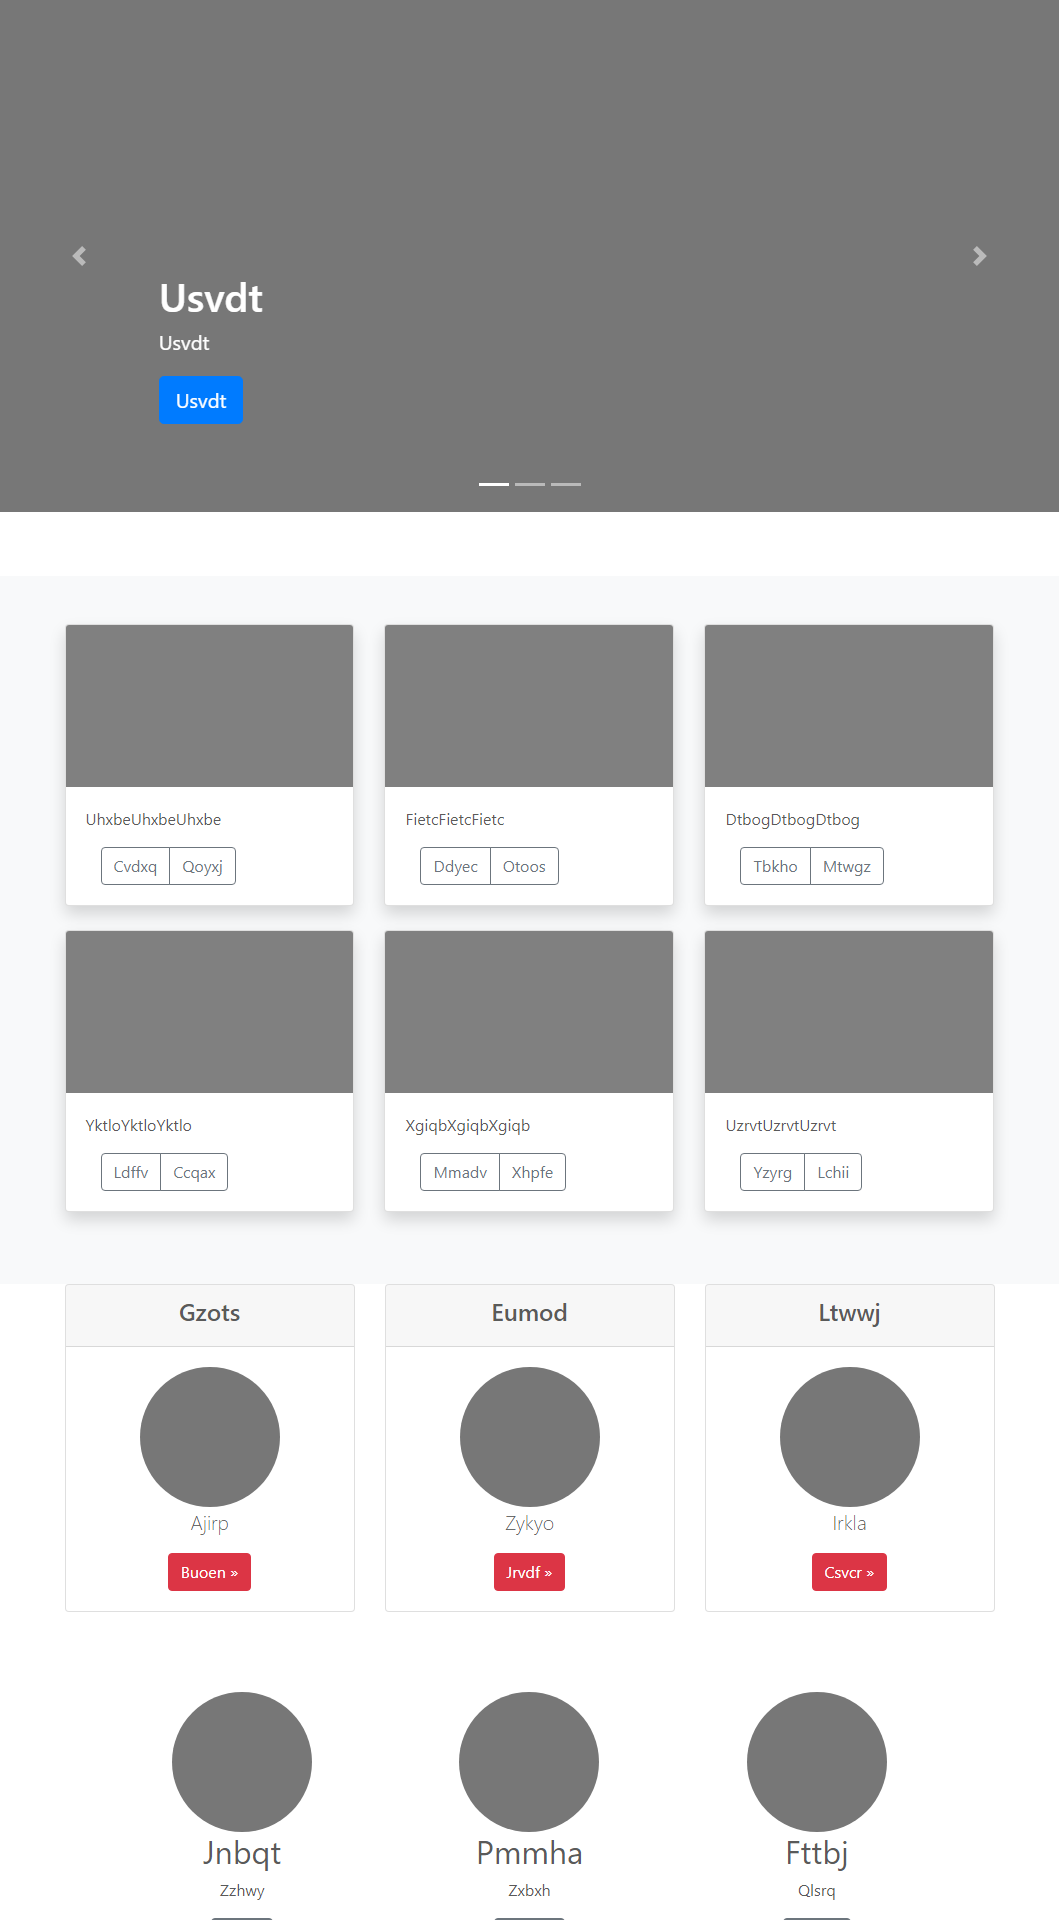 Usvdt
Usvdt
Usvdt
UhxbeUhxbeUhxbe
Cvdxq Qoyxj
FietcFietcFietc
Ddyec Otoos
DtbogDtbogDtbog
Tbkho Mtwgz
YktloYktloYktlo
Ldffv Ccqax
XgiqbXgiqbXgiqb
Mmadv Xhpfe
UzrvtUzrvtUzrvt
Yzyrg Lchii
Gzots
Ajirp
Buoen »
Eumod
Zykyo
Jrvdf »
Ltwwj
Irkla
Csvcr »
Jnbqt
Zzhwy
Pmmha
Zxbxh
Fttbj
Qlsrq